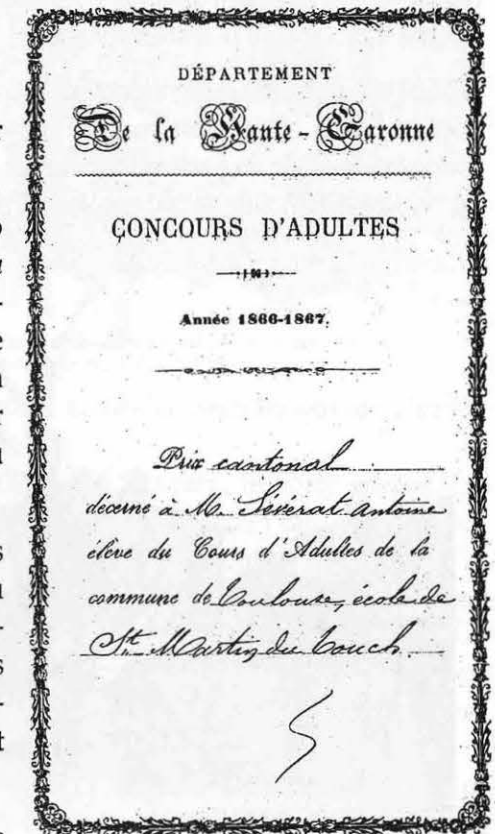 DÉPARTEMENT
De la Haute-Garonne
CONCOURS D'ADULTES
Année 1866-1867.
Prix cantonal
décerné à M. Sévérat Antoine
élève du Cours d'Adultes de la
commune de Toulouse, école de
St. Martin du Touch.